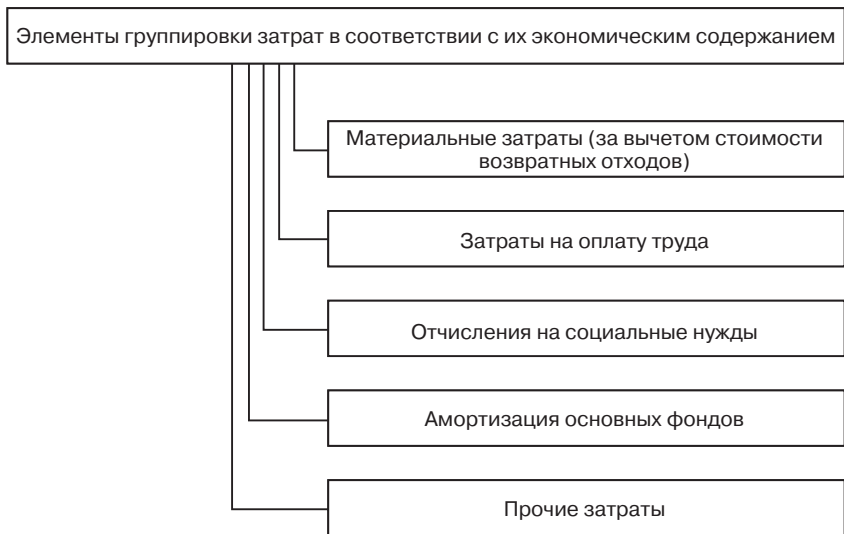 Элементы группировки затрат в соответствии с их экономическим содержанием
Материальные затраты (за вычетом стоимости
возвратных отходов)
Затраты на оплату труда
Отчисления на социальные нужды
Амортизация основных фондов
Прочие затраты